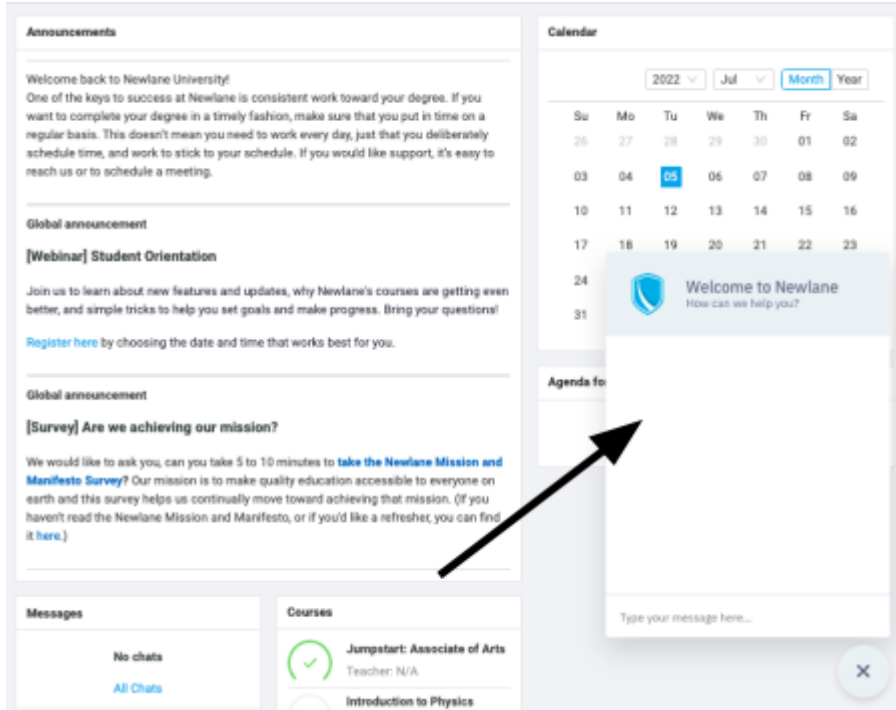 Announcements
Welcome back to Newlane University!
One of the keys to success at Newlane is consistent work toward your degree. If you
want to complete your degree in a timely fashion, make sure that you put in time on a
regular basis. This doesn't mean you need to work every day, just that you deliberately
schedule time, and work to stick to your schedule. If you would like support, it's easy to
reach us or to schedule a meeting.
Global announcement
[Webinar] Student Orientation
Join us to learn about new features and updates, why Newlane's courses are getting even
better, and simple tricks to help you set goals and make progress. Bring your questions!
Register here by choosing the date and time that works best for you.
Global announcement
[Survey] Are we achieving our mission?
We would like to ask you, can you take 5 to 10 minutes to take the Newlane Mission and
Manifesto Survey? Our mission is to make quality education accessible to everyone on
earth and this survey helps us continually move toward achieving that mission. (If you
haven't read the Newlane Mission and Manifesto, or if you'd like a refresher, you can find
it here.)
Messages
No chats
All Chats
Courses
Jumpstart: Associate of Arts
Teacher: N/A
Introduction to Physics
Calendar
2022 Jul Month Year
Su Mo Tu We Th Fr Sa
26 27 28 29 30 01 02
03 04 05 06 07 08 09
10 11 12 13 14 15 16
17 18 19 20 21 22 23
24
31
Agenda fo
Welcome to Newlane
How can we help you?
Type your message here...